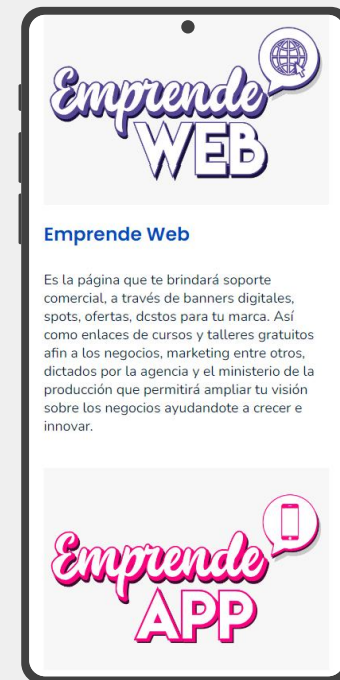 Emprende
WEB
Emprende Web
Es la página que te brindará soporte
comercial, a través de banners digitales,
spots, ofertas, dcstos para tu marca. Así
como enlaces de cursos y talleres gratuitos
afin a los negocios, marketing entre otros,
dictados por la agencia y el ministerio de la
producción que permitirá ampliar tu visión
sobre los negocios ayudandote a crecer e
innovar.
Emprende
APP